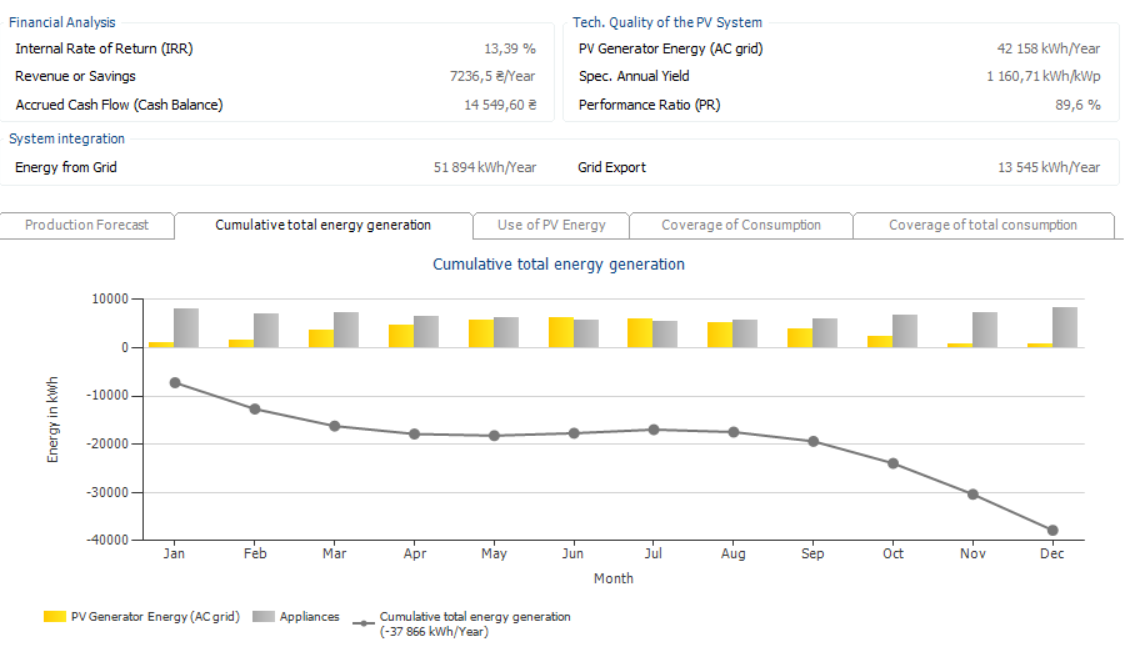 Financial Analysis
Internal Rate of Return (IRR) 13,39 %
Revenue or Savings 7236,5 ₴/Year
Accrued Cash Flow (Cash Balance) 14 549,60 ₴
Tech. Quality of the PV System
PV Generator Energy (AC grid) 42 158 kWh/Year
Spec. Annual Yield 1 160,71 kWh/kWp
Performance Ratio (PR) 89,6 %
System integration
Energy from Grid 51 894 kWh/Year
Grid Export 13 545 kWh/Year
Production Forecast
Cumulative total energy generation
Use of PV Energy
Coverage of Consumption
Coverage of total consumption
Cumulative total energy generation
Energy in kWh
10000
0
-10000
-20000
-30000
-40000
Jan Feb Mar Apr May Jun Jul Aug Sep Oct Nov Dec
Month
PV Generator Energy (AC grid)
Appliances
Cumulative total energy generation
(-37 866 kWh/Year)